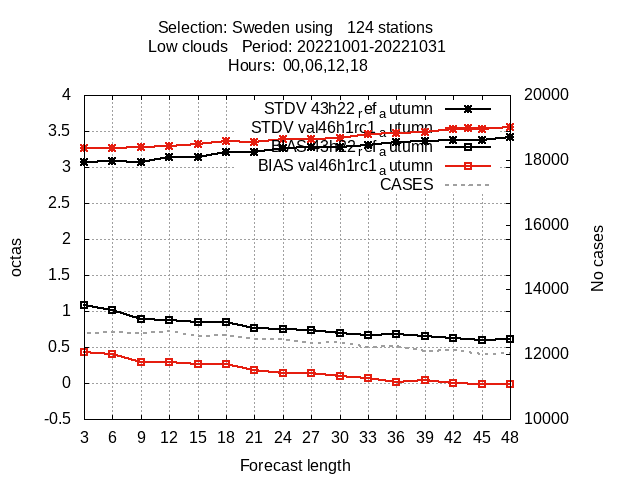 Selection: Sweden using 124 stations
Low clouds Period: 20221001-20221031
Hours: 00,06,12,18
4
3.5
3
2.5
2
1.5
1
0.5
0
-0.5
octas
20000
18000
16000
14000
12000
10000
No cases
STDV 43h22_ref_autumn
STDV val46h1rc1_autumn
BIAS 43h22_ref_autumn
BIAS val46h1rc1_autumn
CASES
3 6 9 12 15 18 21 24 27 30 33 36 39 42 45 48
Forecast length